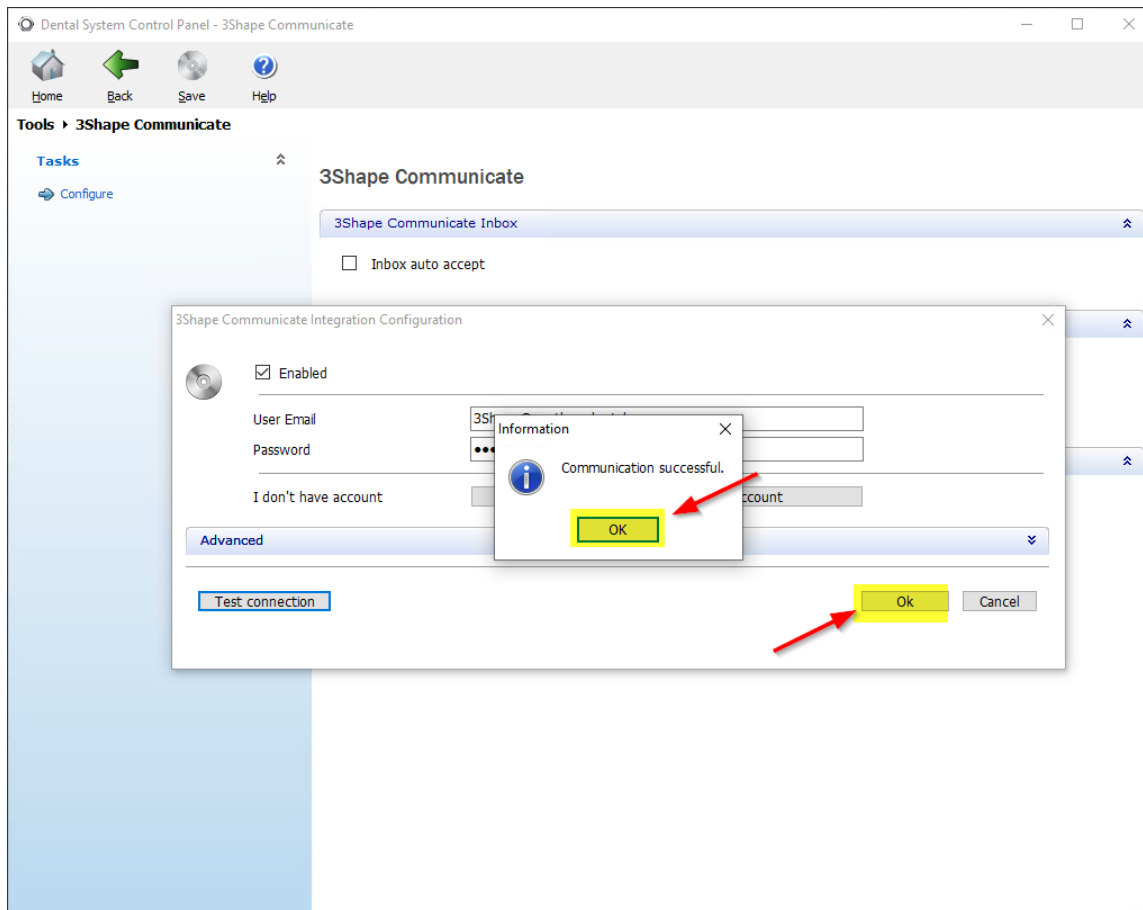 Dental System Control Panel - 3Shape Communicate
Home Back Save Help
Tools ▸ 3Shape Communicate
Tasks
Configure
3Shape Communicate
3Shape Communicate Inbox
Inbox auto accept
3Shape Communicate Integration Configuration
Enabled
User Email
Password
I don't have account
Advanced
Information
Communication successful.
OK
Test connection
Ok Cancel